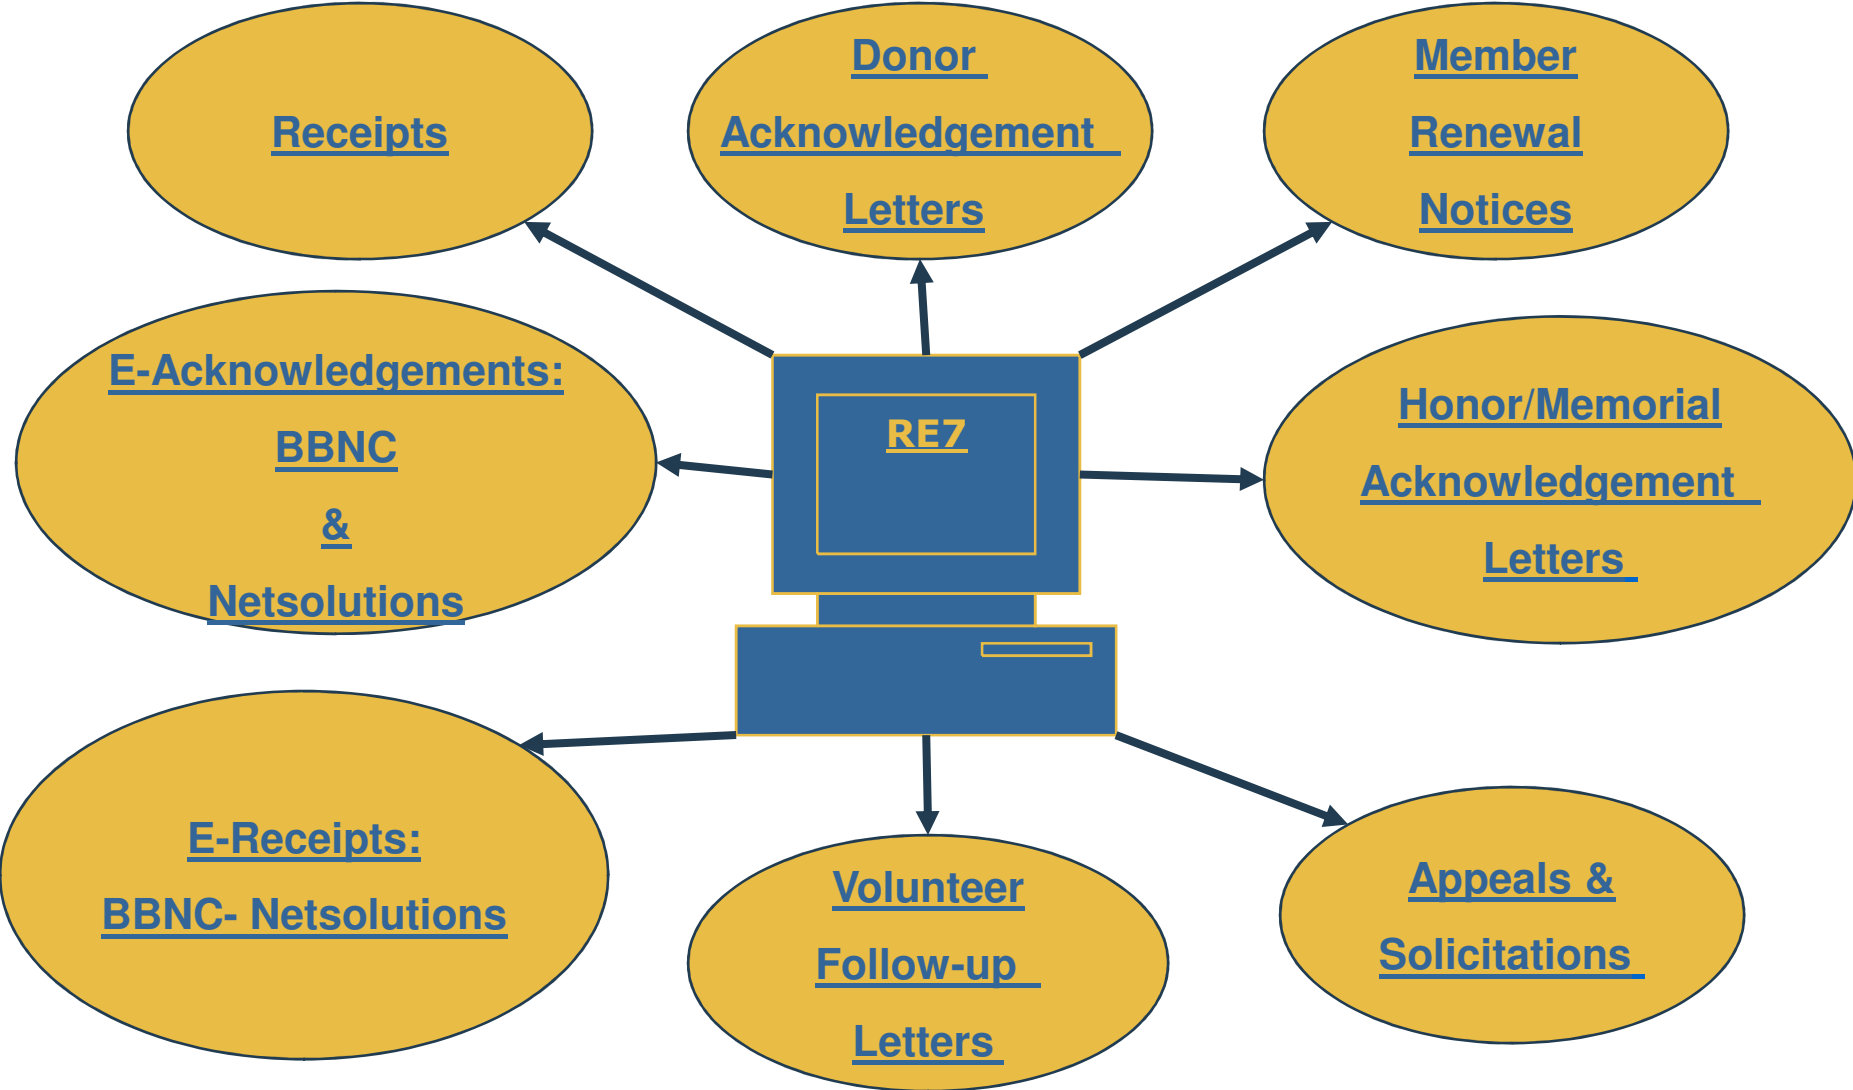 Receipts
Donor
Acknowledgement
Letters
Member
Renewal
Notices
E-Acknowledgements:
BBNC
&
Netsolutions
RE7
Honor/Memorial
Acknowledgement
Letters
E-Receipts:
BBNC- Netsolutions
Volunteer
Follow-up
Letters
Appeals &
Solicitations